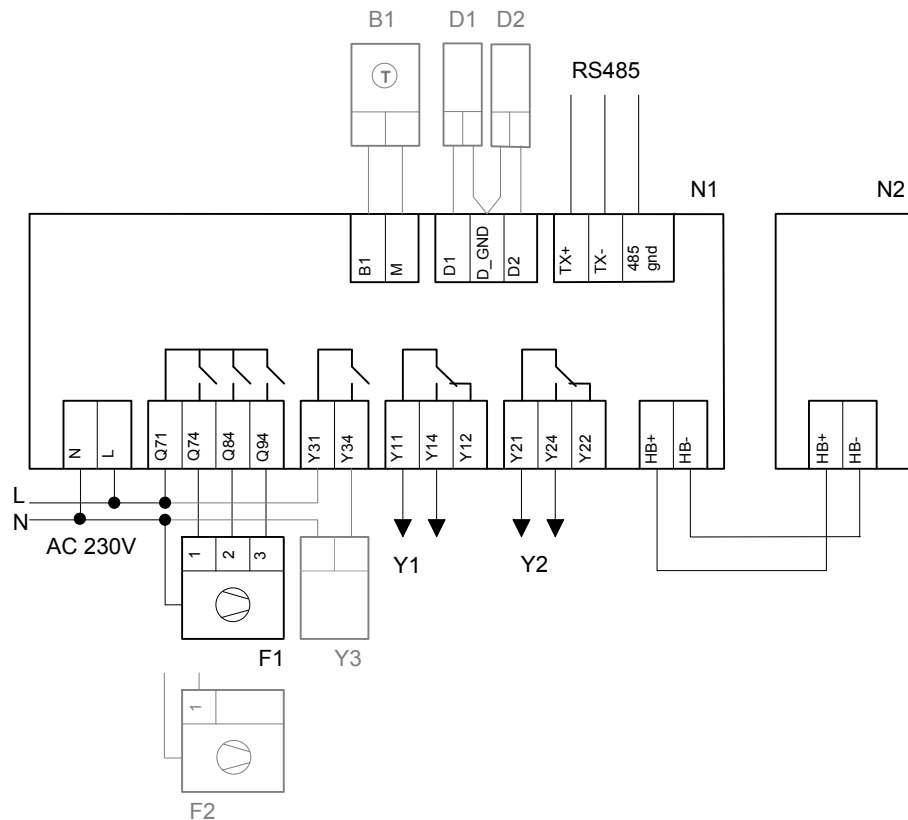 B1 D1 D2
T
RS485
N1 N2
B1 M D1 D_GND D2 TX+ TX- 485 gnd
N L Q71 Q74 Q84 Q94 Y31 Y34 Y11 Y14 Y12 Y21 Y24 Y22 HB+ HB- HB+ HB-
L
N
AC 230V
1 2 3
Y1 Y2
F1 Y3
1
F2